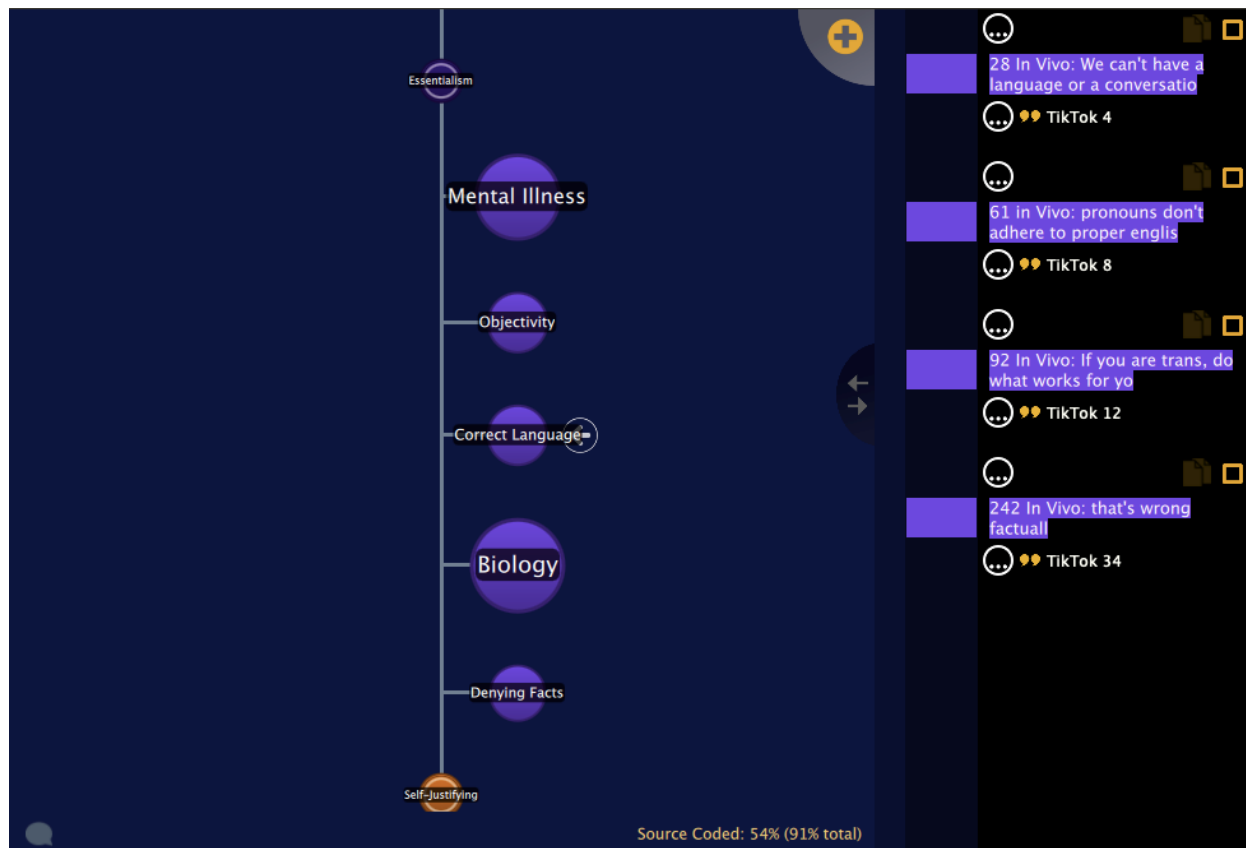 Essentialism
Mental Illness
Objectivity
Correct Language
Biology
Denying Facts
Self-Justifying
Source Coded: 54% (91% total)
28 In Vivo: We can't have a
language or a conversatio
TikTok 4
61 in Vivo: pronouns don't
adhere to proper englis
TikTok 8
92 In Vivo: If you are trans, do
what works for yo
TikTok 12
242 In Vivo: that's wrong
factuall
TikTok 34